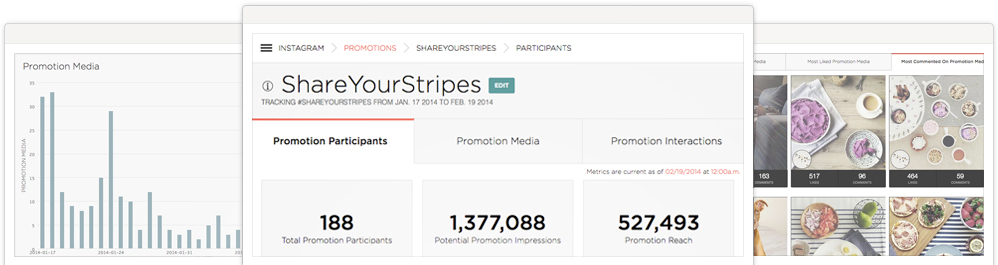 Promotion Media
35
30
25
20
15
10
5
0
PROMOTION MEDIA
2014-01-17
2014-01-24
2014-01-31
INSTAGRAM
PROMOTIONS
SHAREYOURSTRIPES
PARTICIPANTS
ShareYourStripes
EDIT
TRACKING #SHAREYOURSTRIPES FROM JAN. 17 2014 TO FEB. 19 2014
Promotion Participants
Promotion Media
Promotion Interactions
Metrics are current as of 02/19/2014 at 12:00a.m.
188
Total Promotion Participants
1,377,088
Potential Promotion Impressions
527,493
Promotion Reach
Media
Most Liked Promotion Media
Most Commented On Promotion Med
163
COMMENTS
517
LIKES
96
COMMENTS
464
LIKES
59
COMMENTS